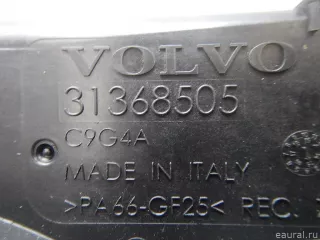 VOLVO
31368505
C9G4A
MADE IN ITALY
>PA66-GF25< REC.
© eaural.ru